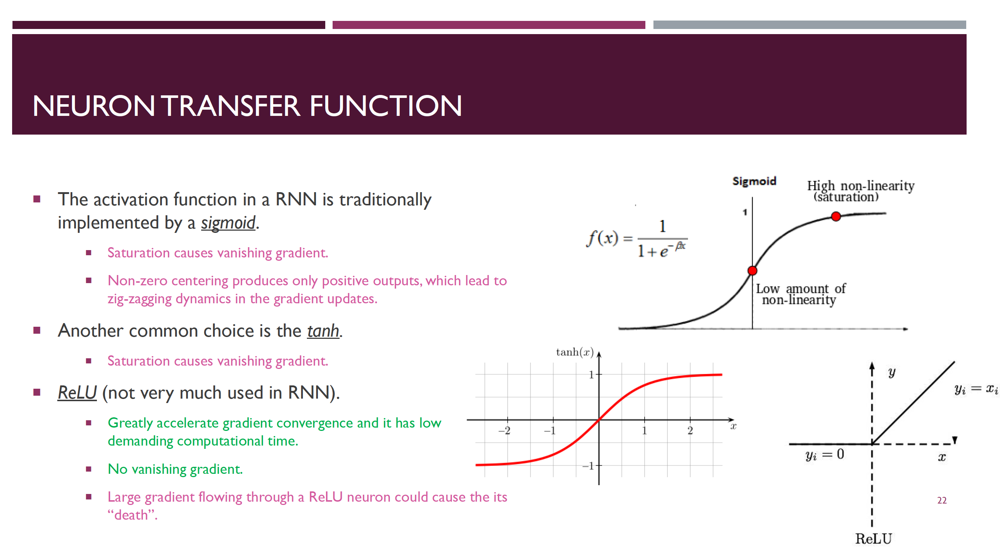 NEURON TRANSFER FUNCTION
The activation function in a RNN is traditionally
implemented by a sigmoid.
Saturation causes vanishing gradient.
Non-zero centering produces only positive outputs, which lead to
zig-zagging dynamics in the gradient updates.
Another common choice is the tanh.
Saturation causes vanishing gradient.
ReLU (not very much used in RNN).
Greatly accelerate gradient convergence and it has low
demanding computational time.
No vanishing gradient.
Large gradient flowing through a ReLU neuron could cause the its
“death”.
f(x) = 1 / (1 + e^{-βx})
Sigmoid
High non-linearity
(saturation)
1
Low amount of
non-linearity
tanh(x)
1
−2 −1 1 2 x
−1
y
y_i = x_i
y_i = 0
x
ReLU
22